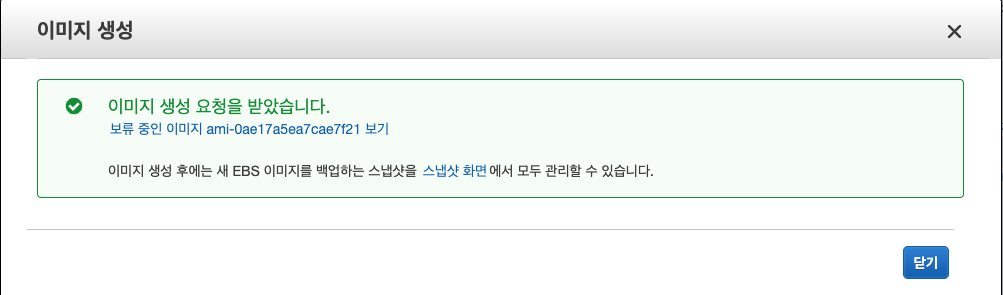 이미지 생성
이미지 생성 요청을 받았습니다.
보류 중인 이미지 ami-0ae17a5ea7cae7f21 보기
이미지 생성 후에는 새 EBS 이미지를 백업하는 스냅샷을 스냅샷 화면에서 모두 관리할 수 있습니다.
닫기